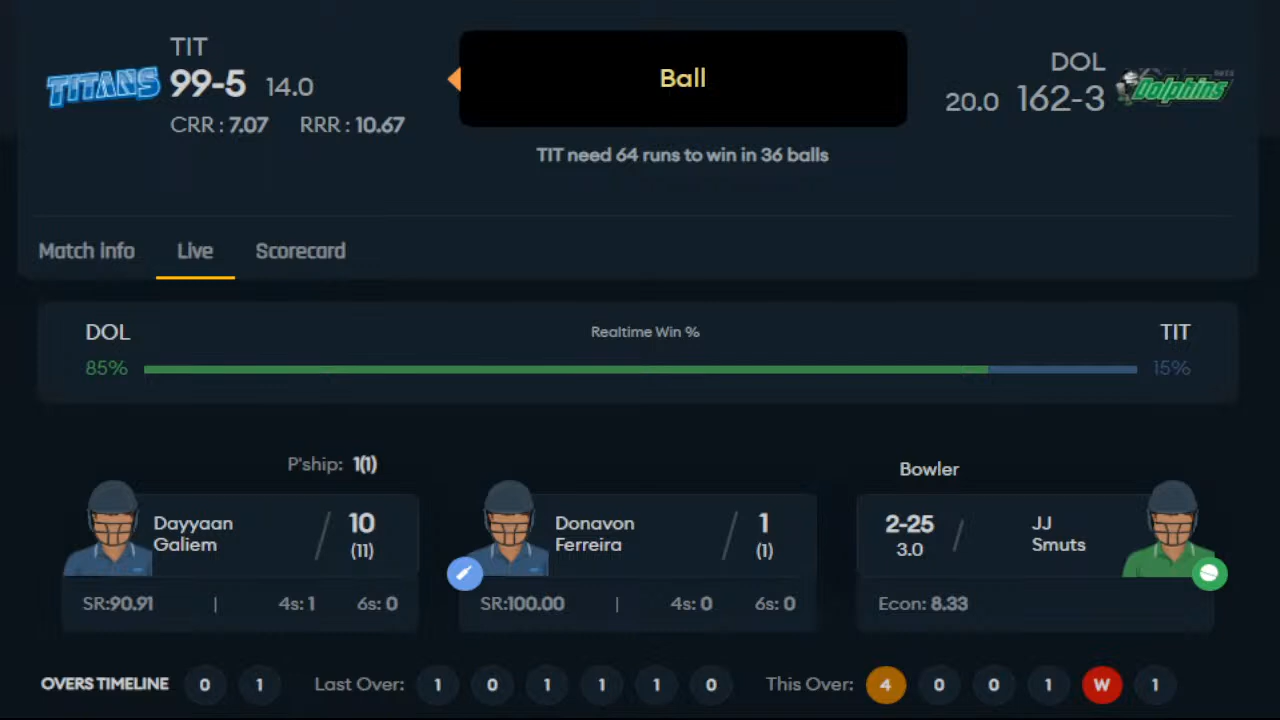 TIT
TITANS 99-5 14.0
CRR : 7.07 RRR : 10.67
Ball
TIT need 64 runs to win in 36 balls
DOL
20.0 162-3 Dolphins
Match info Live Scorecard
DOL Realtime Win % TIT
85% 15%
P'ship: 1(1)
Bowler
Dayyaan Galiem 10 (11)
SR:90.91 | 4s: 1 6s: 0
Donavon Ferreira 1 (1)
SR:100.00 | 4s: 0 6s: 0
2-25 3.0 JJ Smuts
Econ: 8.33
OVERS TIMELINE 0 1 Last Over: 1 0 1 1 1 0 This Over: 4 0 0 1 W 1